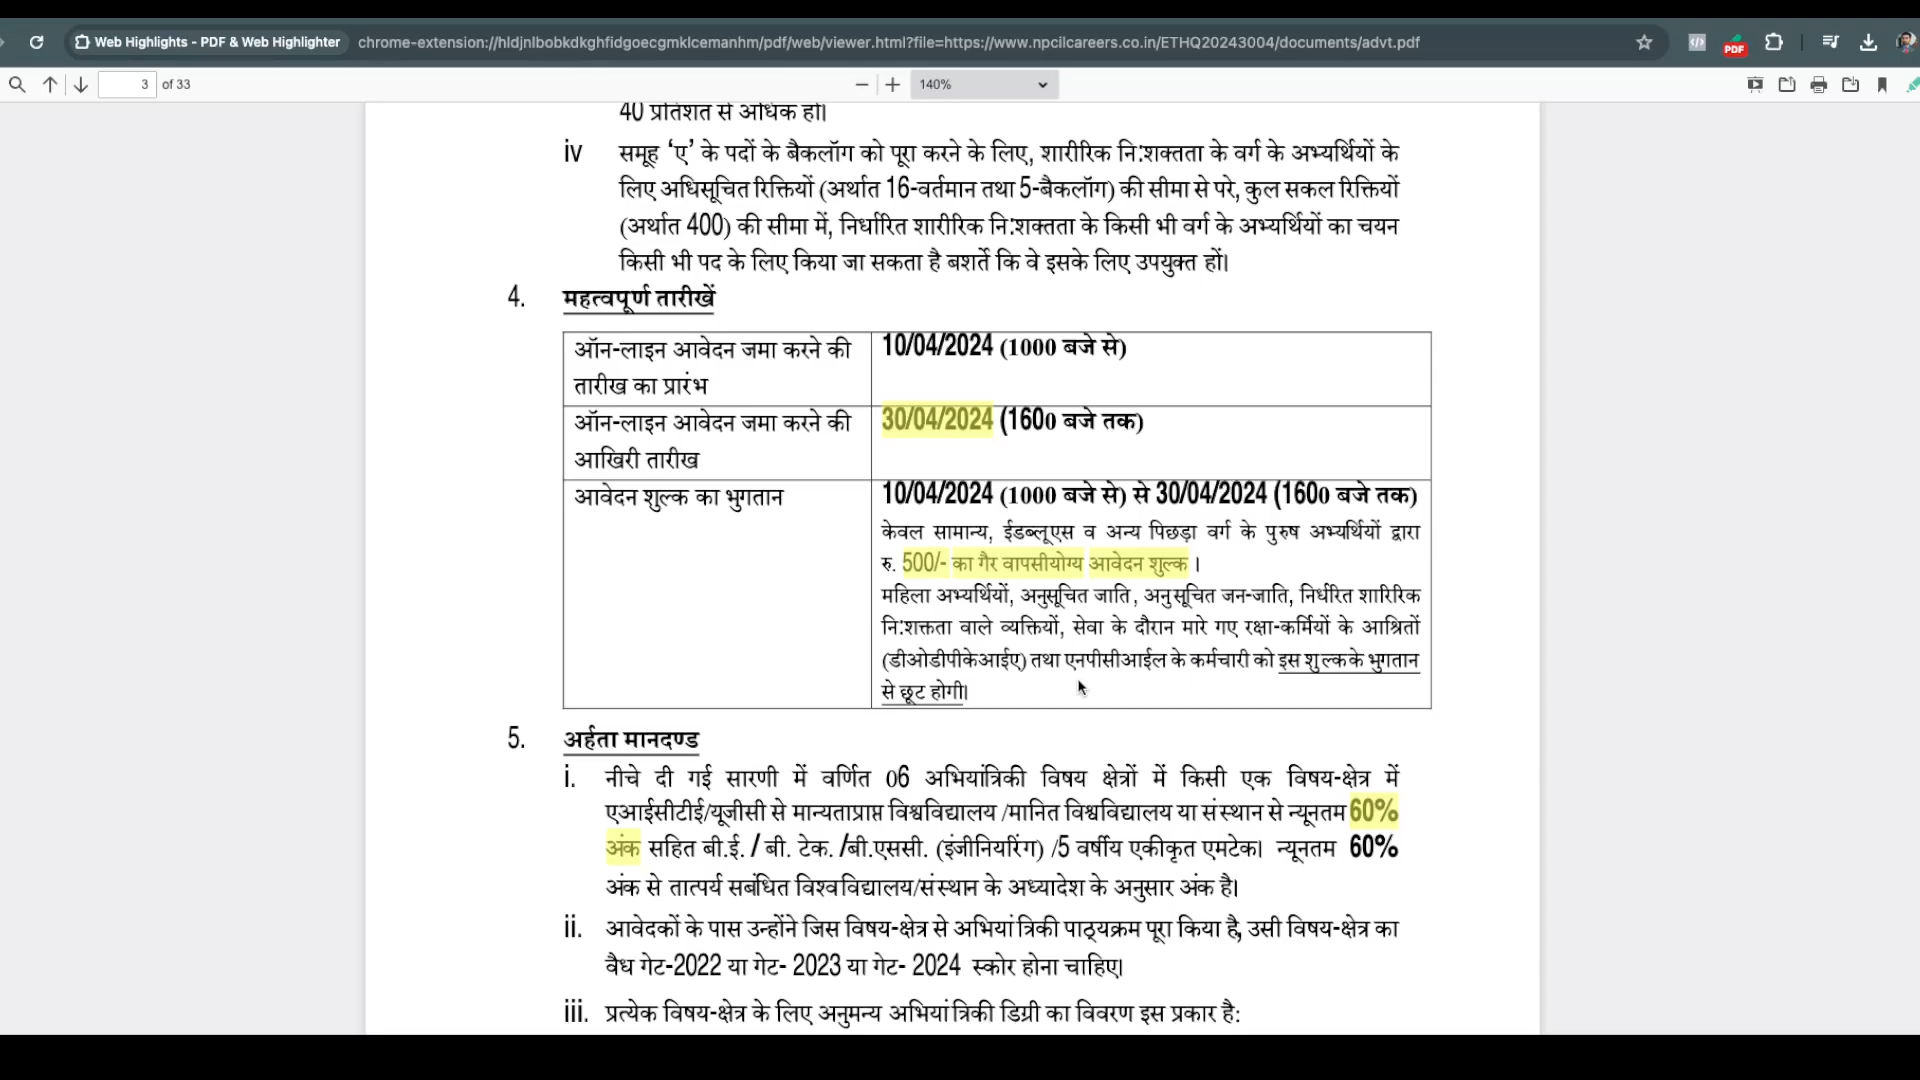 Web Highlights - PDF & Web Highlighter
chrome-extension://hldjnlbobkdkghfidgoecgmklcemanhm/pdf/web/viewer.html?file=https://www.npcilcareers.co.in/ETHQ20243004/documents/advt.pdf
PDF
3 of 33
140%
40 प्रतिशत से अधिक हो।
iv समूह ‘ए’ के पदों के बैकलॉग को पूरा करने के लिए, शारीरिक नि:शक्तता के वर्ग के अभ्यर्थियों के
लिए अधिसूचित रिक्तियों (अर्थात 16-वर्तमान तथा 5-बैकलॉग) की सीमा से परे, कुल सकल रिक्तियों
(अर्थात 400) की सीमा में, निर्धारित शारीरिक नि:शक्तता के किसी भी वर्ग के अभ्यर्थियों का चयन
किसी भी पद के लिए किया जा सकता है बशर्ते कि वे इसके लिए उपयुक्त हों।
4. महत्वपूर्ण तारीखें
ऑन-लाइन आवेदन जमा करने की
तारीख का प्रारंभ
10/04/2024 (1000 बजे से)
ऑन-लाइन आवेदन जमा करने की
आखिरी तारीख
30/04/2024 (1600 बजे तक)
आवेदन शुल्क का भुगतान
10/04/2024 (1000 बजे से) से 30/04/2024 (1600 बजे तक)
केवल सामान्य, ईडब्लूएस व अन्य पिछड़ा वर्ग के पुरुष अभ्यर्थियों द्वारा
रु. 500/- का गैर वापसीयोग्य आवेदन शुल्क ।
महिला अभ्यर्थियों, अनुसूचित जाति, अनुसूचित जन-जाति, निर्धरित शारिरिक
नि:शक्तता वाले व्यक्तियों, सेवा के दौरान मारे गए रक्षा-कर्मियों के आश्रितों
(डीओडीपीकेआईए) तथा एनपीसीआईल के कर्मचारी को इस शुल्कके भुगतान
से छूट होगी।
5. अर्हता मानदण्ड
i. नीचे दी गई सारणी में वर्णित 06 अभियांत्रिकी विषय क्षेत्रों में किसी एक विषय-क्षेत्र में
एआईसीटीई/यूजीसी से मान्यताप्राप्त विश्वविद्यालय /मानित विश्वविद्यालय या संस्थान से न्यूनतम 60%
अंक सहित बी.ई. / बी. टेक. /बी.एससी. (इंजीनियरिंग) /5 वर्षीय एकीकृत एमटेक। न्यूनतम 60%
अंक से तात्पर्य सबंधित विश्वविद्यालय/संस्थान के अध्यादेश के अनुसार अंक है।
ii. आवेदकों के पास उन्होंने जिस विषय-क्षेत्र से अभियांत्रिकी पाठ्यक्रम पूरा किया है, उसी विषय-क्षेत्र का
वैध गेट-2022 या गेट- 2023 या गेट- 2024 स्कोर होना चाहिए।
iii. प्रत्येक विषय-क्षेत्र के लिए अनुमन्य अभियांत्रिकी डिग्री का विवरण इस प्रकार है: